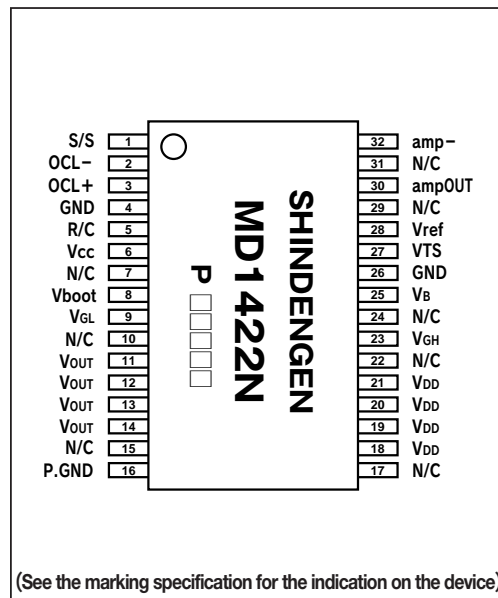 S/S 1
OCL− 2
OCL+ 3
GND 4
R/C 5
Vcc 6
N/C 7
Vboot 8
VGL 9
N/C 10
VOUT 11
VOUT 12
VOUT 13
VOUT 14
N/C 15
P.GND 16
SHINDENGEN
MD1422N
P
32 amp−
31 N/C
30 ampOUT
29 N/C
28 Vref
27 VTS
26 GND
25 VB
24 N/C
23 VGH
22 N/C
21 VDD
20 VDD
19 VDD
18 VDD
17 N/C
(See the marking specification for the indication on the device)